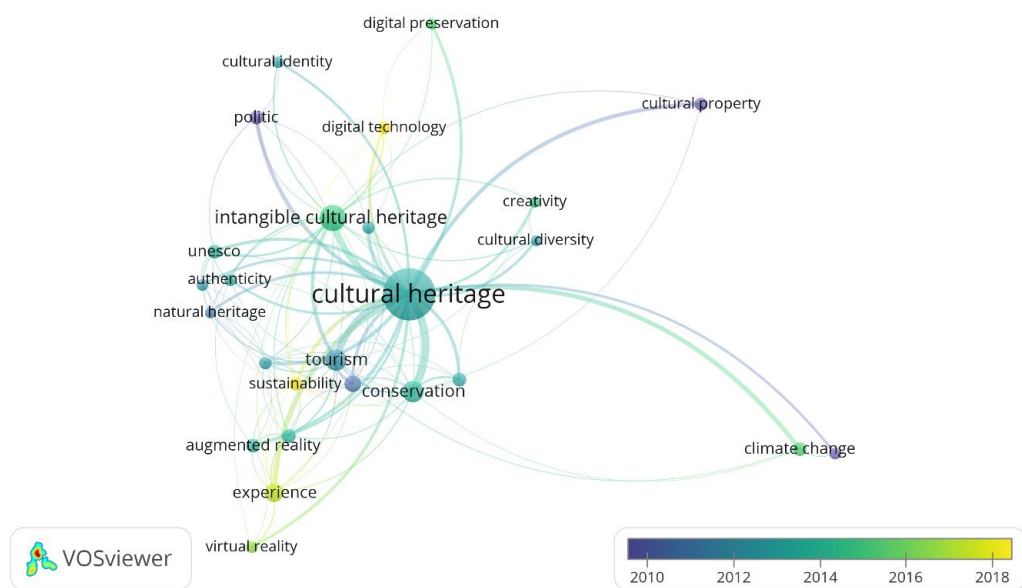 digital preservation
cultural identity
cultural property
politic
digital technology
creativity
intangible cultural heritage
cultural diversity
unesco
authenticity
cultural heritage
natural heritage
tourism
sustainability
conservation
augmented reality
climate change
experience
virtual reality
VOSviewer
2010 2012 2014 2016 2018